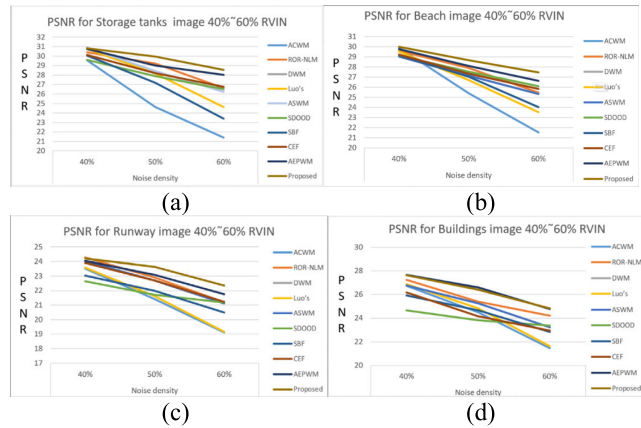 PSNR for Storage tanks image 40%~60% RVIN
P
S
N
R
32
31
30
29
28
27
26
25
24
23
22
21
20
40%
50%
60%
Noise density
ACWM
ROR-NLM
DWM
Luo's
ASWM
SDOOD
SBF
CEF
AEPWM
Proposed
(a)
PSNR for Beach image 40%~60% RVIN
P
S
N
R
31
30
29
28
27
26
25
24
23
22
21
20
40%
50%
60%
Noise density
ACWM
ROR-NLM
DWM
Luo's
ASWM
SDOOD
SBF
CEF
AEPWM
Proposed
(b)
PSNR for Runway image 40%~60% RVIN
P
S
N
R
25
24
23
22
21
20
19
18
17
40%
50%
60%
Noise density
ACWM
ROR-NLM
DWM
Luo's
ASWM
SDOOD
SBF
CEF
AEPWM
Proposed
(c)
PSNR for Buildings image 40%~60% RVIN
P
S
N
R
30
28
26
24
22
20
40%
50%
60%
Noise density
ACWM
ROR-NLM
DWM
Luo's
ASWM
SDOOD
SBF
CEF
AEPWM
Proposed
(d)